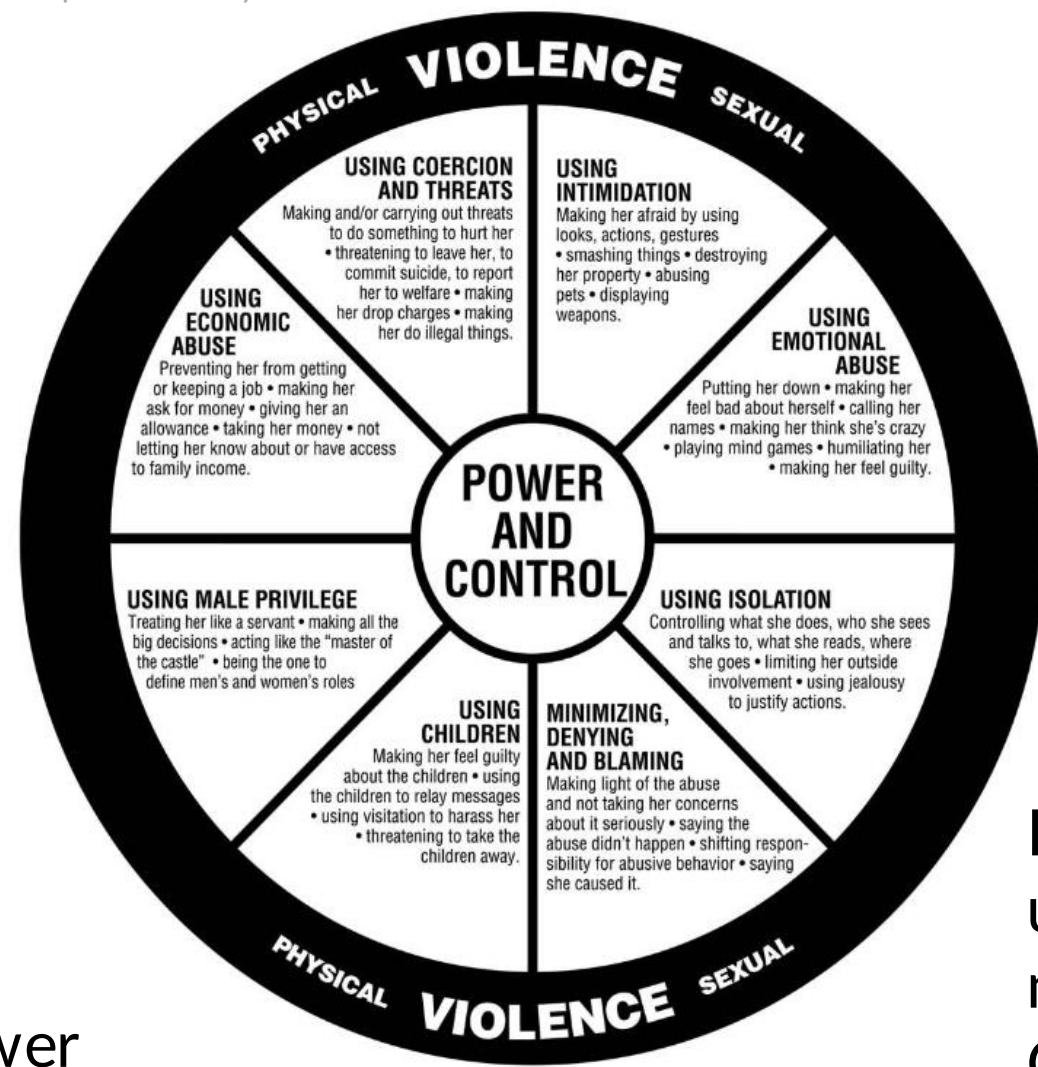 PHYSICAL VIOLENCE SEXUAL
USING COERCION
AND THREATS
Making and/or carrying out threats
to do something to hurt her
• threatening to leave her, to
commit suicide, to report
her to welfare • making
her drop charges • making
her do illegal things.
USING
INTIMIDATION
Making her afraid by using
looks, actions, gestures
• smashing things • destroying
her property • abusing
pets • displaying
weapons.
USING
EMOTIONAL
ABUSE
Putting her down • making her
feel bad about herself • calling her
names • making her think she's crazy
• playing mind games • humiliating her
• making her feel guilty.
USING ISOLATION
Controlling what she does, who she sees
and talks to, what she reads, where
she goes • limiting her outside
involvement • using jealousy
to justify actions.
MINIMIZING,
DENYING
AND BLAMING
Making light of the abuse
and not taking her concerns
about it seriously • saying the
abuse didn't happen • shifting respon-
sibility for abusive behavior • saying
she caused it.
USING
CHILDREN
Making her feel guilty
about the children • using
the children to relay messages
• using visitation to harass her
• threatening to take the
children away.
USING MALE PRIVILEGE
Treating her like a servant • making all the
big decisions • acting like the "master of
the castle" • being the one to
define men's and women's roles
USING
ECONOMIC
ABUSE
Preventing her from getting
or keeping a job • making her
ask for money • giving her an
allowance • taking her money • not
letting her know about or have access
to family income.
POWER
AND
CONTROL
PHYSICAL VIOLENCE SEXUAL